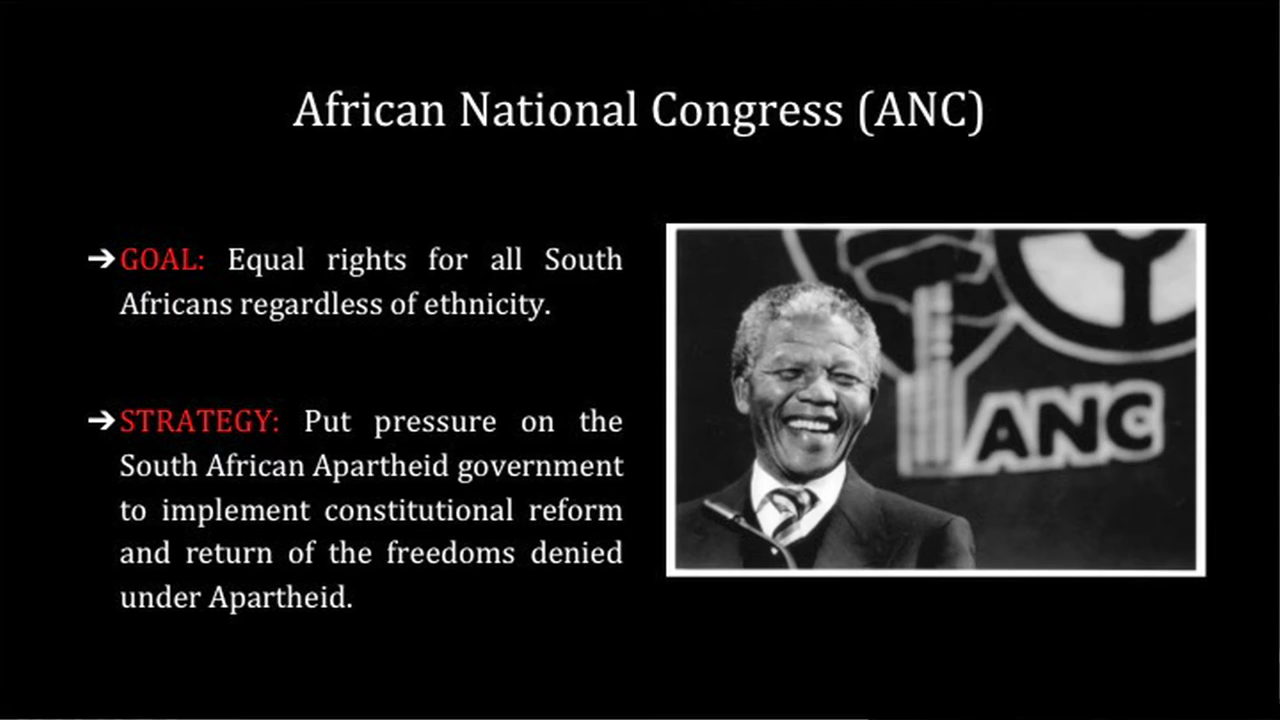 African National Congress (ANC)
➔GOAL: Equal rights for all South
Africans regardless of ethnicity.
➔STRATEGY: Put pressure on the
South African Apartheid government
to implement constitutional reform
and return of the freedoms denied
under Apartheid.
ANC